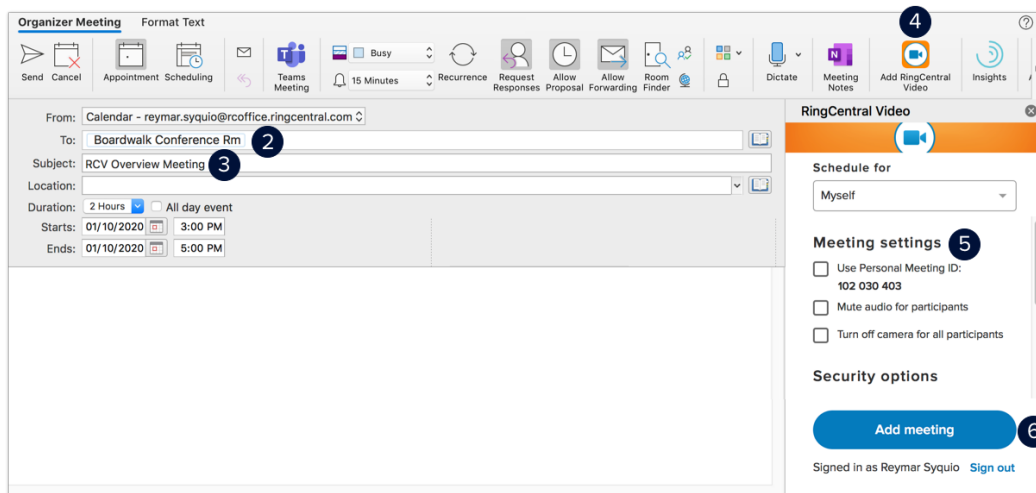 Organizer Meeting Format Text
4
Send Cancel Appointment Scheduling Teams Meeting Busy 15 Minutes Recurrence Request Responses Allow Proposal Allow Forwarding Room Finder Dictate Meeting Notes Add RingCentral Video Insights
From: Calendar - reymar.syquio@rcoffice.ringcentral.com
To: Boardwalk Conference Rm 2
Subject: RCV Overview Meeting 3
Location:
Duration: 2 Hours All day event
Starts: 01/10/2020 3:00 PM
Ends: 01/10/2020 5:00 PM
RingCentral Video
Schedule for
Myself
Meeting settings 5
Use Personal Meeting ID:
102 030 403
Mute audio for participants
Turn off camera for all participants
Security options
Add meeting 6
Signed in as Reymar Syquio Sign out